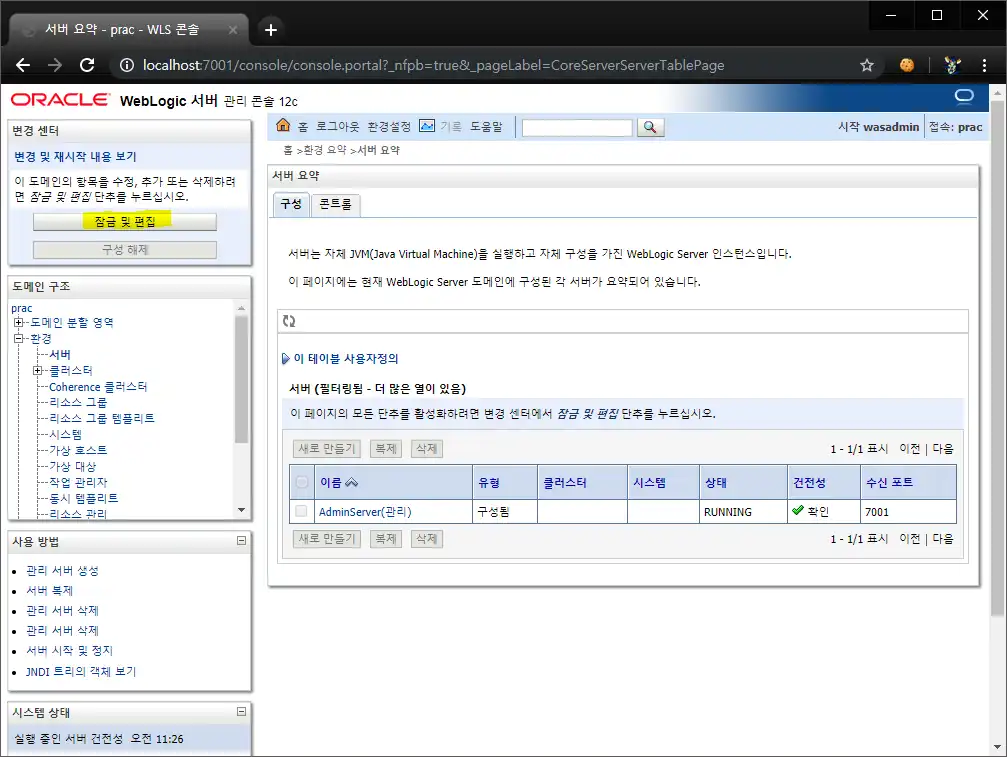 서버 요약 - prac - WLS 콘솔
localhost:7001/console/console.portal?_nfpb=true&_pageLabel=CoreServerServerTablePage
ORACLE WebLogic 서버 관리 콘솔 12c
변경 센터
변경 및 재시작 내용 보기
이 도메인의 항목을 수정, 추가 또는 삭제하려
면 잠금 및 편집 단추를 누르십시오.
잠금 및 편집
구성 해제
도메인 구조
prac
도메인 분할 영역
환경
서버
클러스터
Coherence 클러스터
리소스 그룹
리소스 그룹 템플리트
시스템
가상 호스트
가상 대상
작업 관리자
동시 템플리트
리소스 관리
사용 방법
관리 서버 생성
서버 복제
관리 서버 삭제
관리 서버 삭제
서버 시작 및 정지
JNDI 트리의 객체 보기
시스템 상태
실행 중인 서버 건전성 오전 11:26
홈 로그아웃 환경설정 기록 도움말
시작 wasadmin 접속: prac
홈 >환경 요약 >서버 요약
서버 요약
구성 콘트롤
서버는 자체 JVM(Java Virtual Machine)을 실행하고 자체 구성을 가진 WebLogic Server 인스턴스입니다.
이 페이지에는 현재 WebLogic Server 도메인에 구성된 각 서버가 요약되어 있습니다.
이 테이블 사용자정의
서버 (필터링됨 - 더 많은 열이 있음)
이 페이지의 모든 단추를 활성화하려면 변경 센터에서 잠금 및 편집 단추를 누르십시오.
새로 만들기 복제 삭제 1 - 1/1 표시 이전 | 다음
이름 유형 클러스터 시스템 상태 건전성 수신 포트
AdminServer(관리) 구성됨 RUNNING 확인 7001
새로 만들기 복제 삭제 1 - 1/1 표시 이전 | 다음